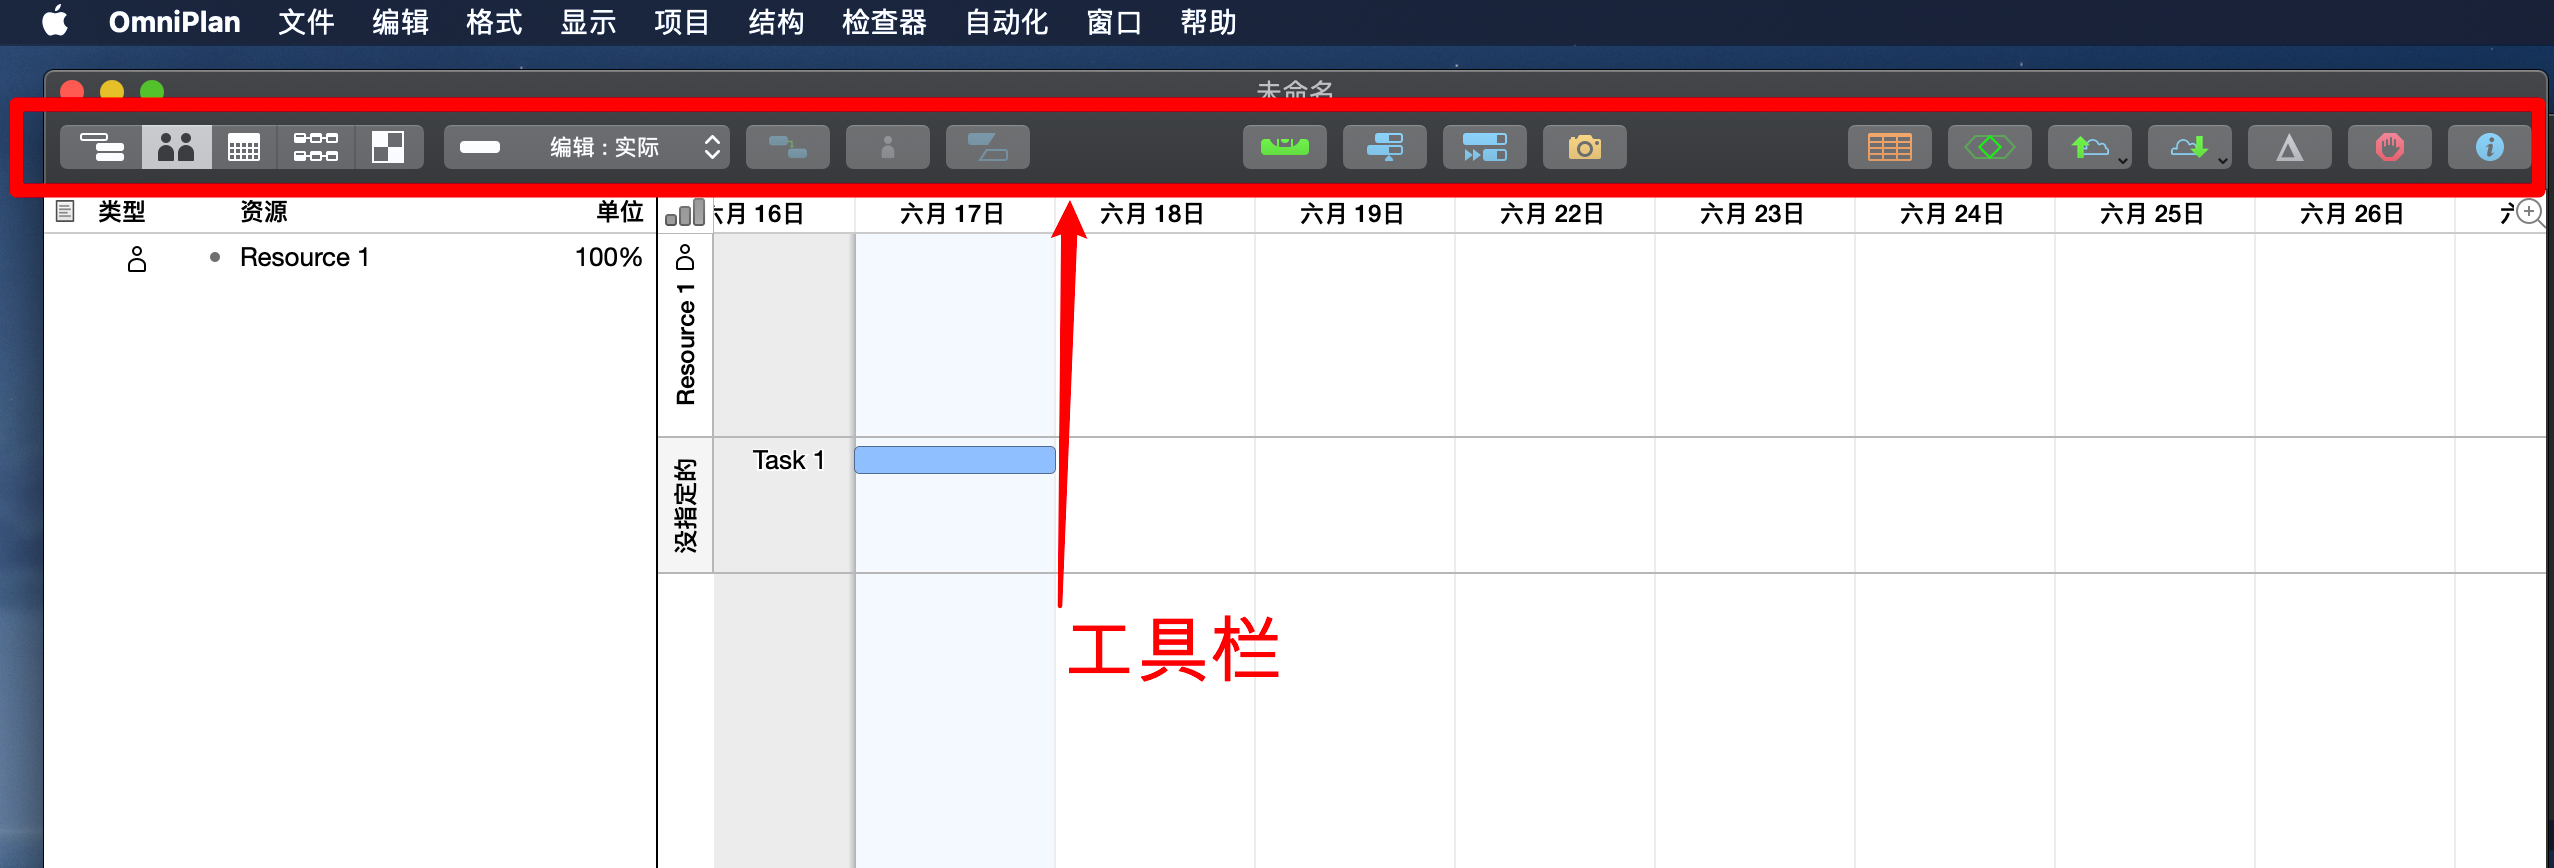 OmniPlan 文件 编辑 格式 显示 项目 结构 检查器 自动化 窗口 帮助
未命名
编辑：实际
类型 资源 单位 六月 16日 六月 17日 六月 18日 六月 19日 六月 22日 六月 23日 六月 24日 六月 25日 六月 26日 六
Resource 1 100%
Resource 1
没指定的
Task 1
工具栏